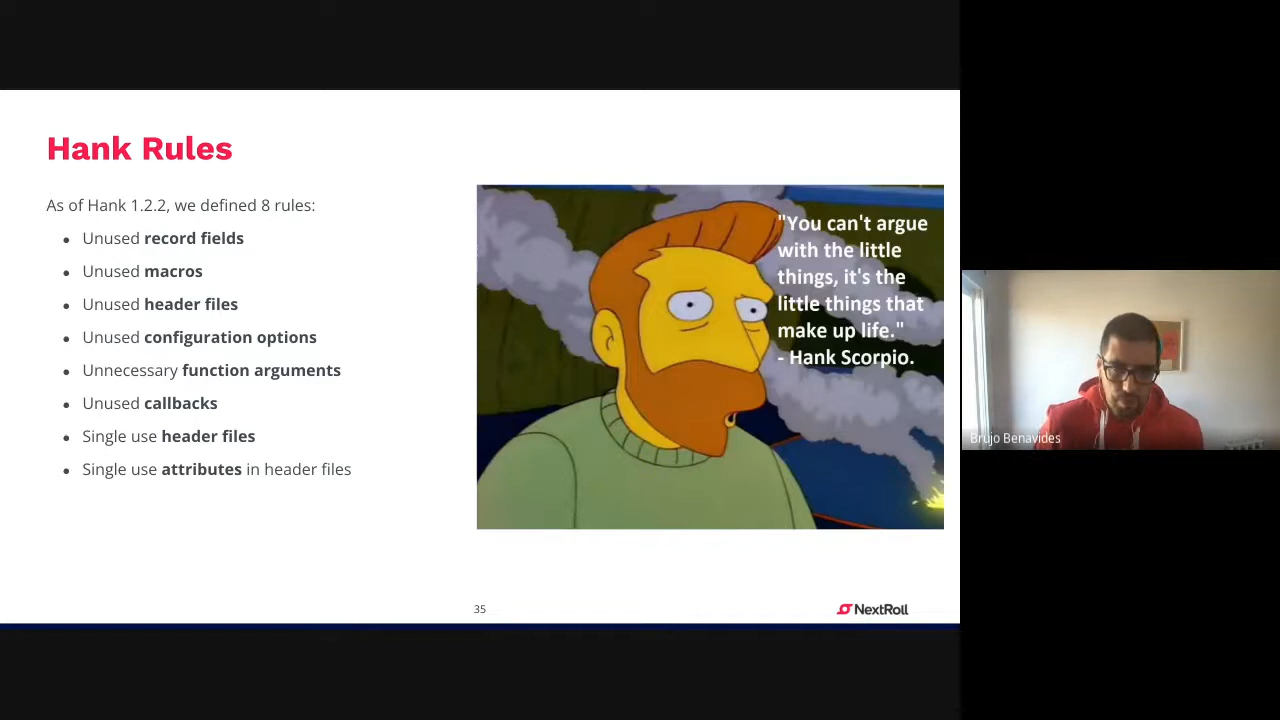 Hank Rules
As of Hank 1.2.2, we defined 8 rules:
● Unused record fields
● Unused macros
● Unused header files
● Unused configuration options
● Unnecessary function arguments
● Unused callbacks
● Single use header files
● Single use attributes in header files
"You can't argue
with the little
things, it's the
little things that
make up life."
- Hank Scorpio.
35
NextRoll
Brujo Benavides